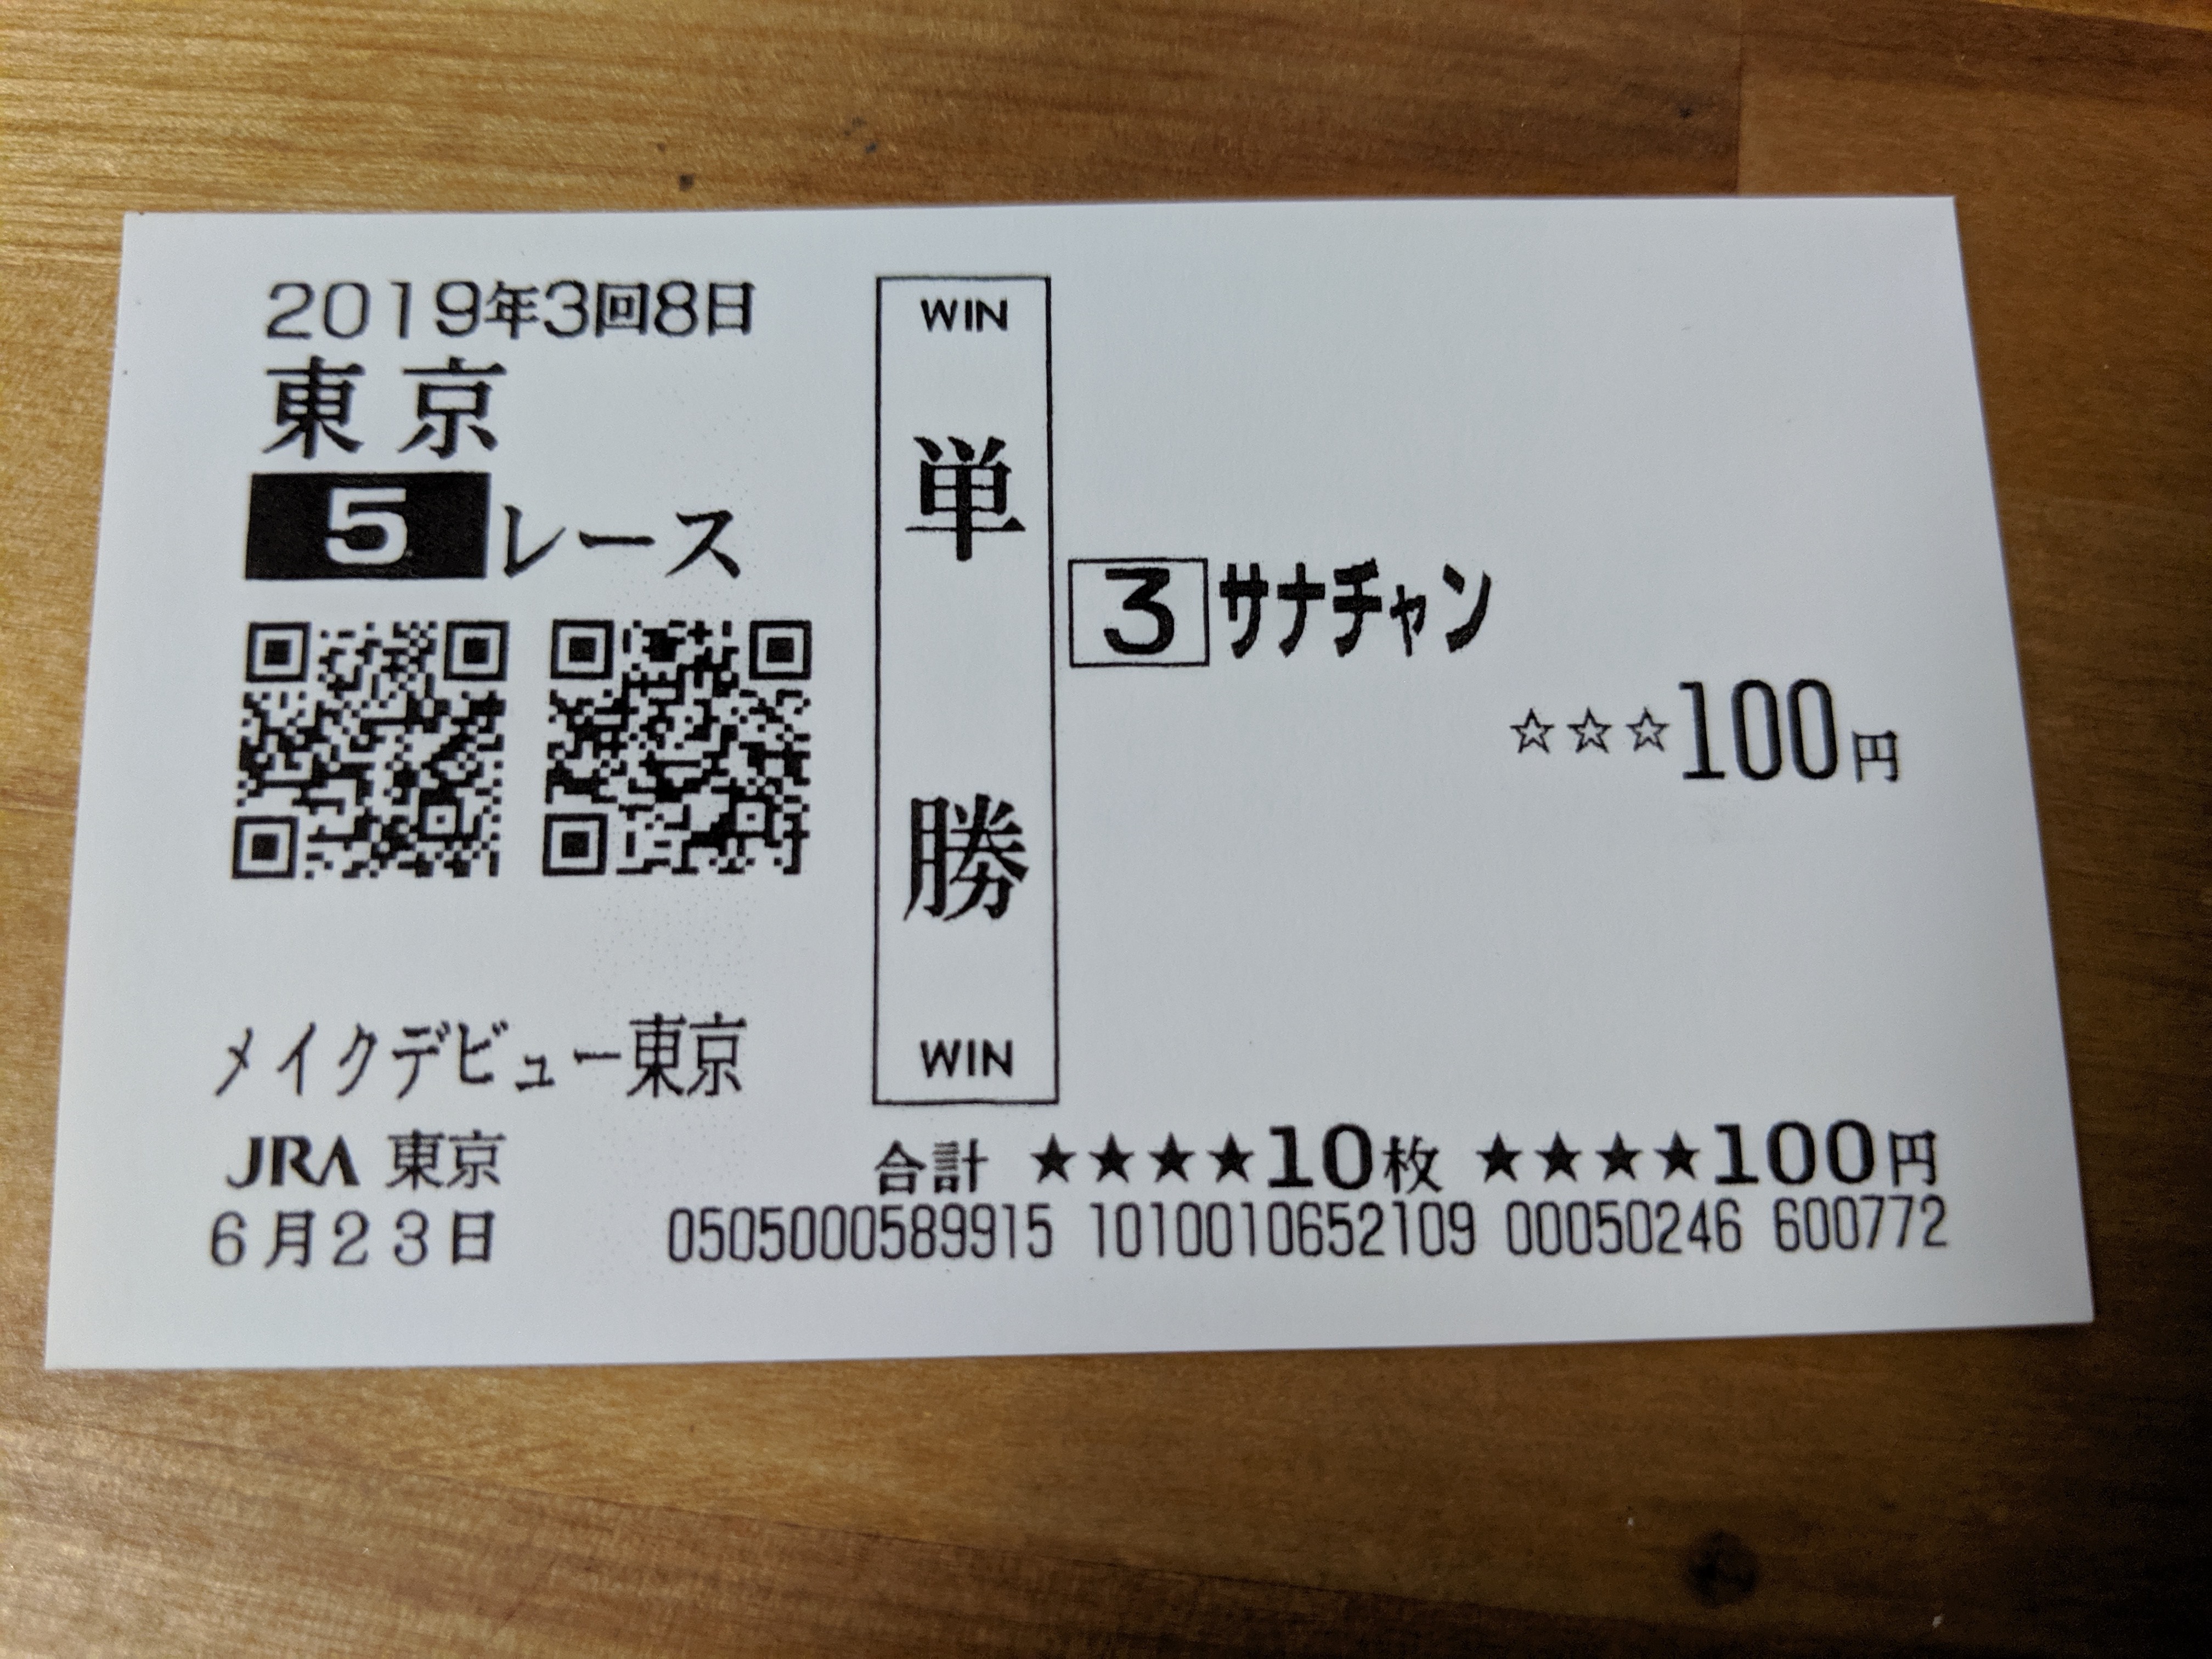 2019年3回8日
東京
5レース
メイクデビュー東京
JRA 東京
6月23日
WIN
単勝
WIN
3 サナチャン
☆☆☆100円
合計 ★★★★10枚 ★★★★100円
0505000589915 1010010652109 00050246 600772